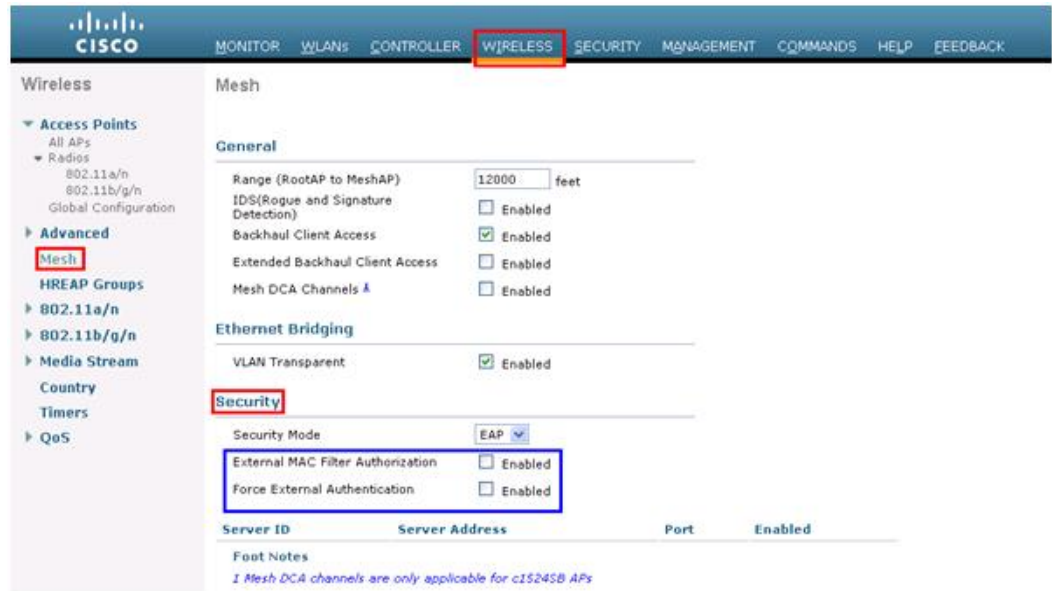 CISCO
MONITOR WLANs CONTROLLER WIRELESS SECURITY MANAGEMENT COMMANDS HELP FEEDBACK
Wireless
Access Points
All APs
Radios
802.11a/n
802.11b/g/n
Global Configuration
Advanced
Mesh
HREAP Groups
802.11a/n
802.11b/g/n
Media Stream
Country
Timers
QoS
Mesh
General
Range (RootAP to MeshAP) 12000 feet
IDS(Rogue and Signature
Detection) Enabled
Backhaul Client Access Enabled
Extended Backhaul Client Access Enabled
Mesh DCA Channels 1 Enabled
Ethernet Bridging
VLAN Transparent Enabled
Security
Security Mode EAP
External MAC Filter Authorization Enabled
Force External Authentication Enabled
Server ID Server Address Port Enabled
Foot Notes
1 Mesh DCA channels are only applicable for c1524SB APs